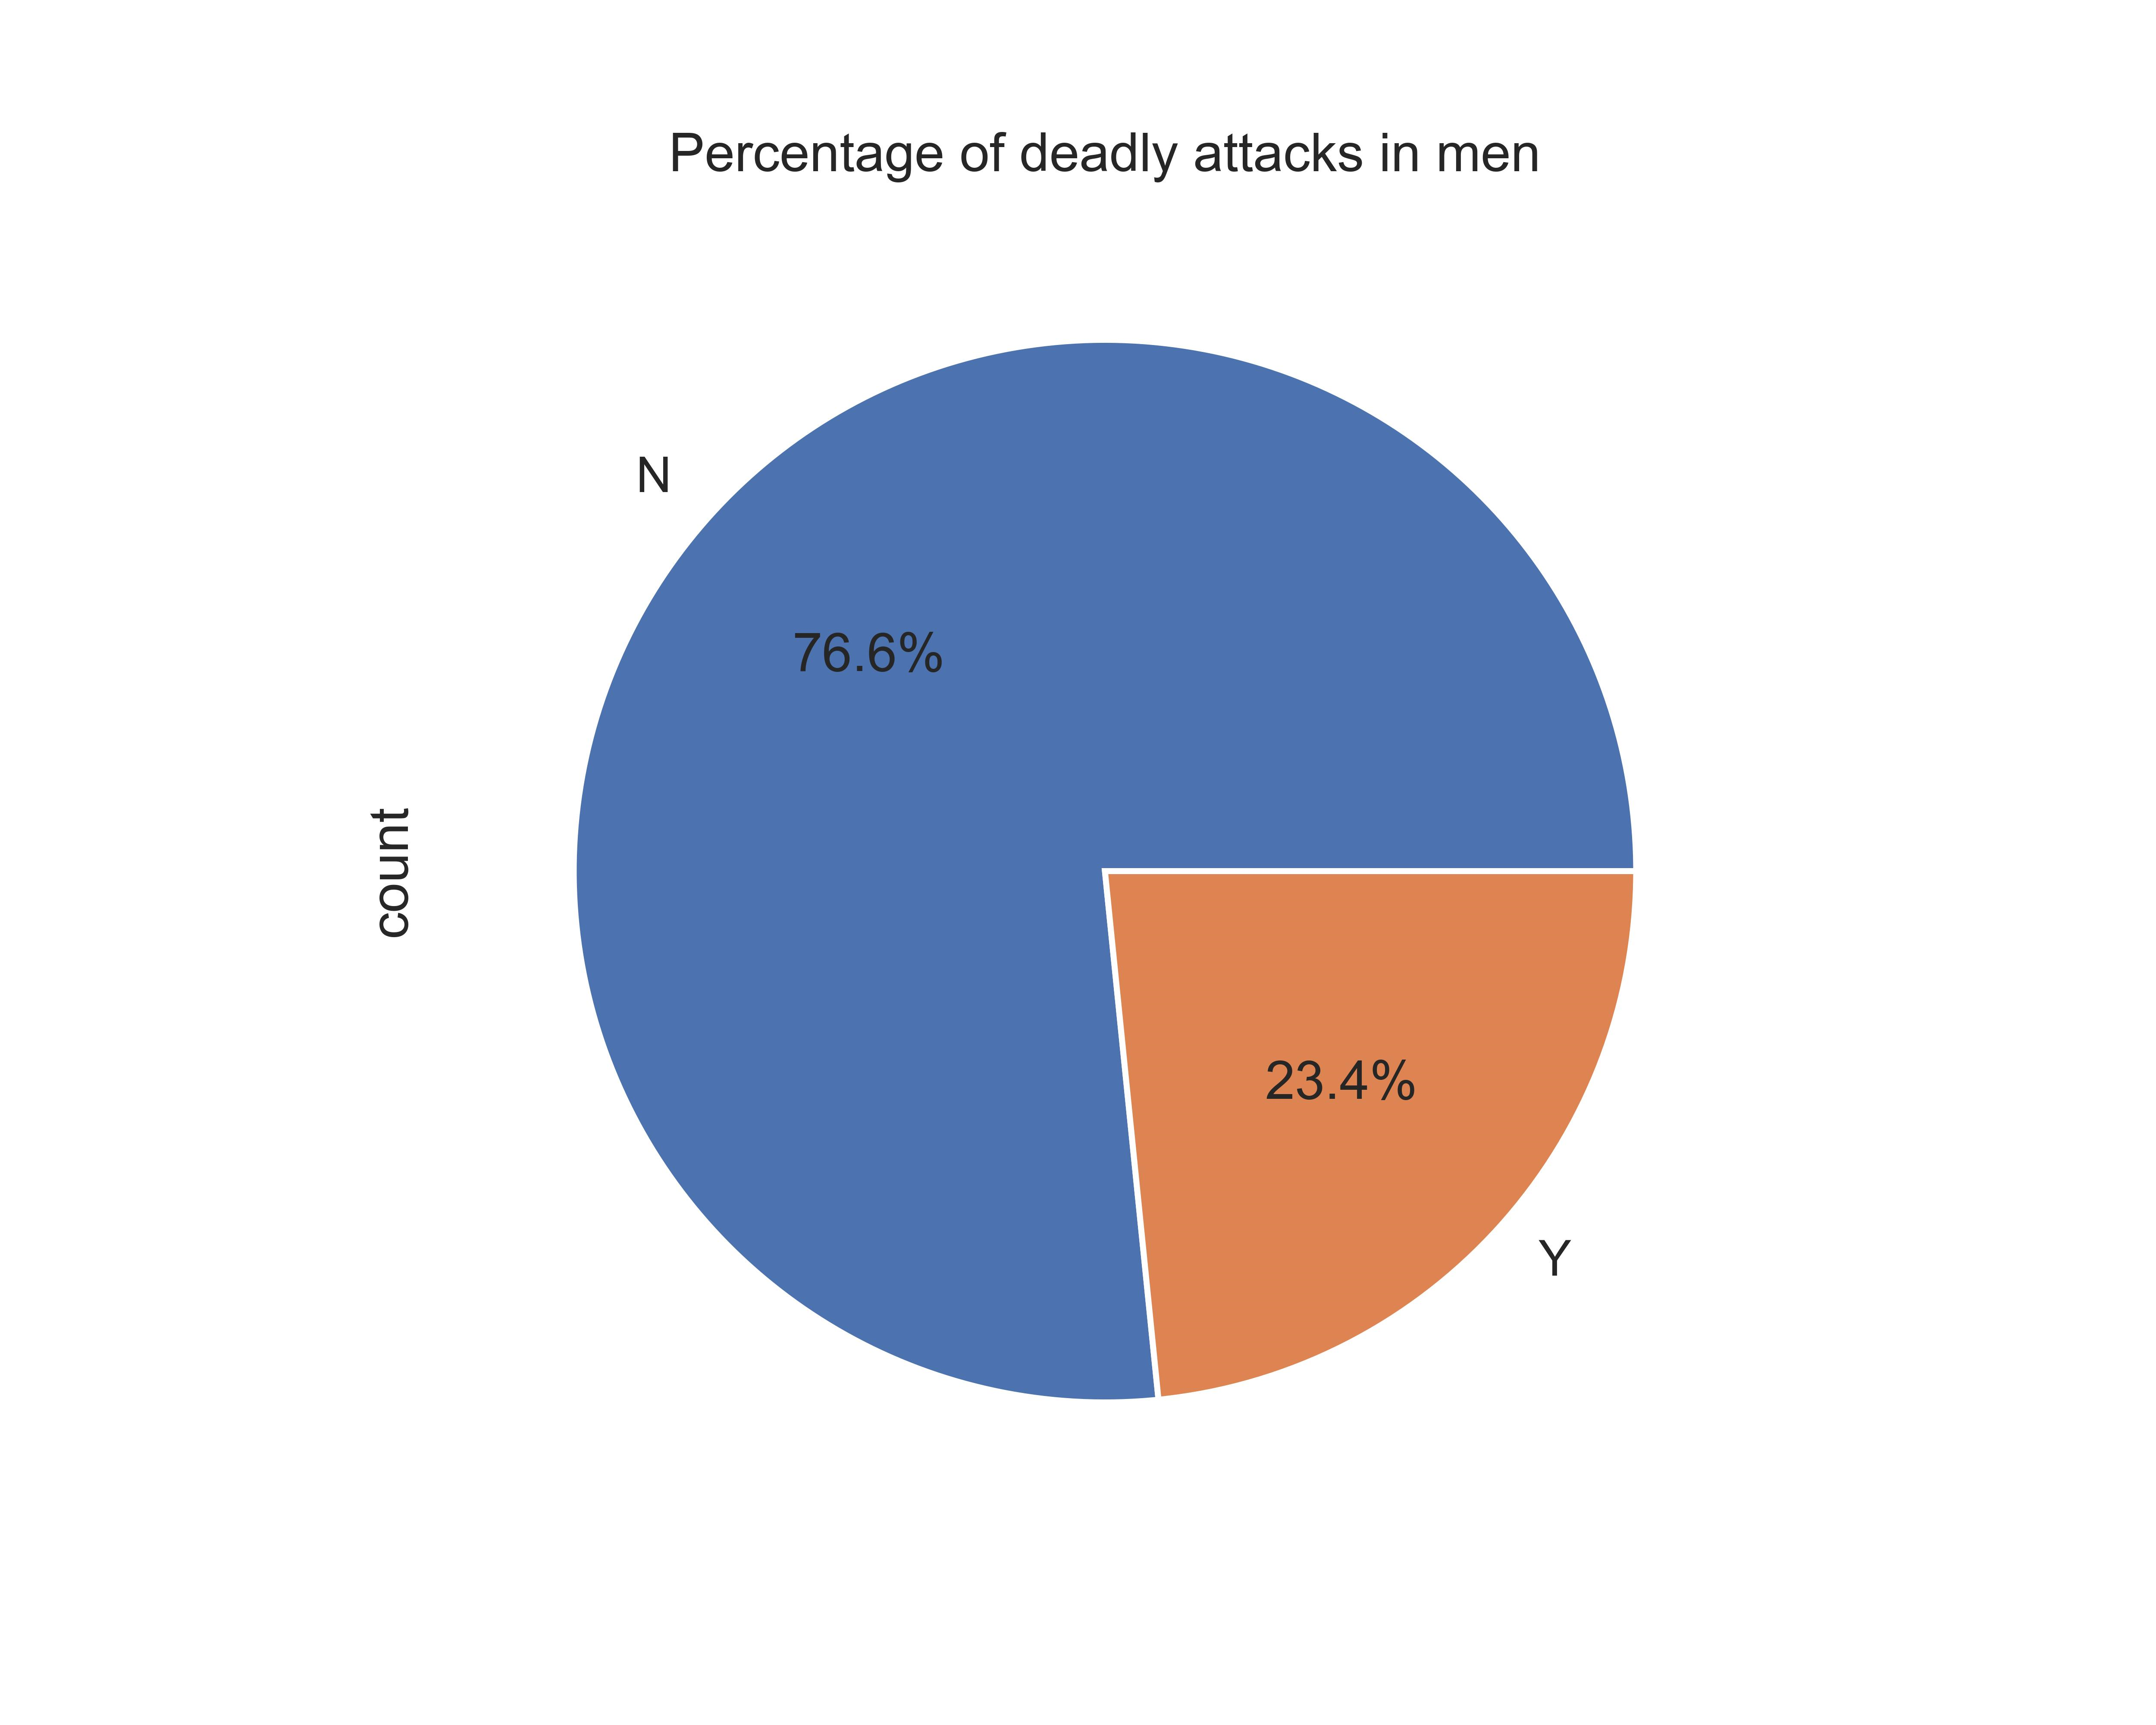 Percentage of deadly attacks in men
N
76.6%
count
23.4%
Y